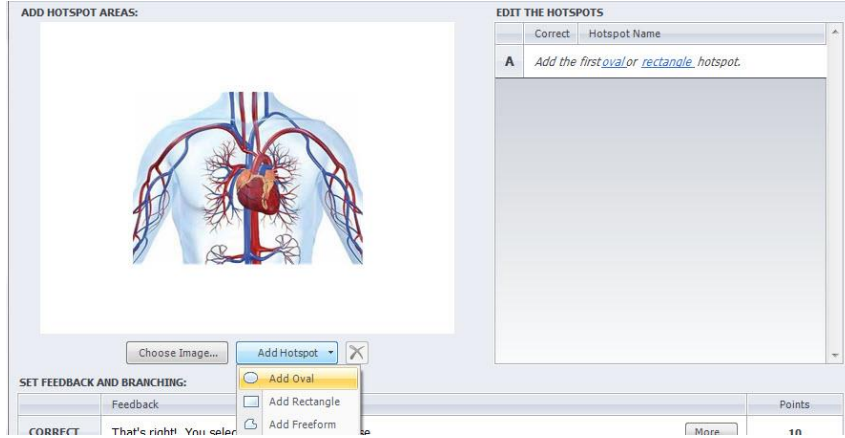 ADD HOTSPOT AREAS:
EDIT THE HOTSPOTS
Correct Hotspot Name
A Add the first oval or rectangle hotspot.
Choose Image... Add Hotspot
Add Oval
Add Rectangle
Add Freeform
SET FEEDBACK AND BRANCHING:
Feedback Points
CORRECT That's right! You selec se. More... 10